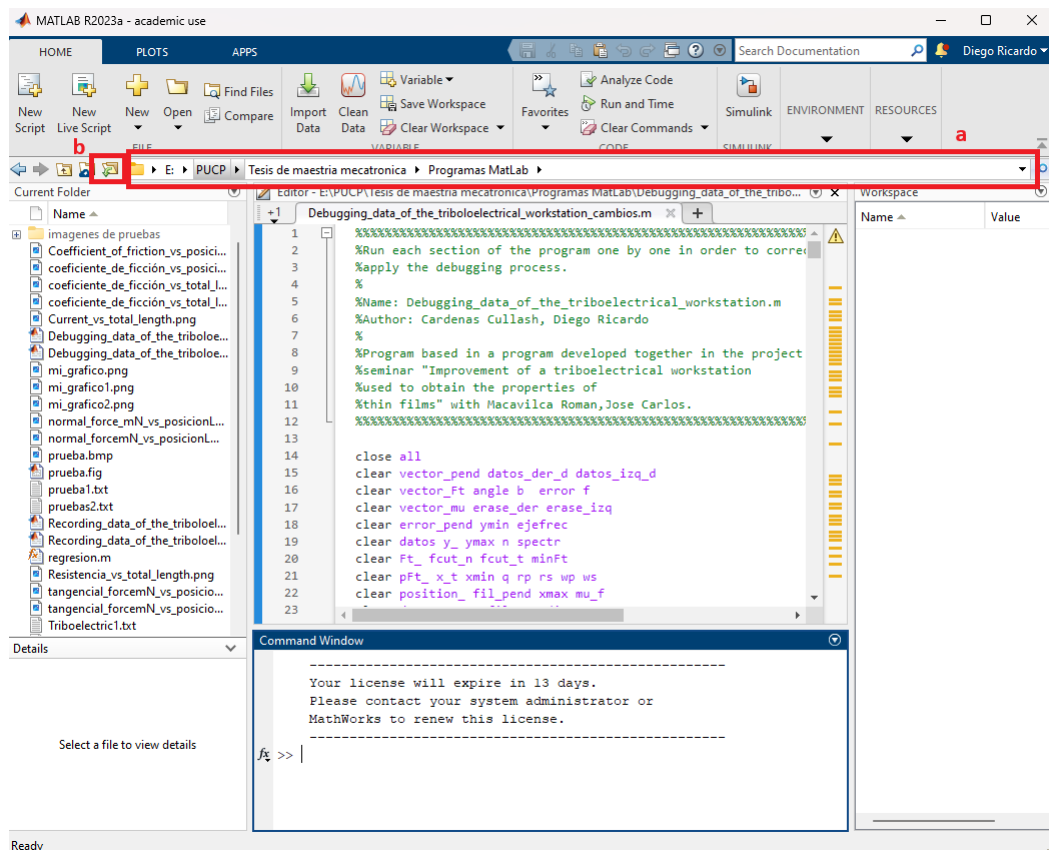 MATLAB R2023a - academic use
HOME PLOTS APPS
Search Documentation
Diego Ricardo
New Script
New Live Script
New
Open
Find Files
Compare
FILE
Import Data
Clean Data
Variable
Save Workspace
Clear Workspace
VARIABLE
Favorites
Analyze Code
Run and Time
Clear Commands
CODE
Simulink
SIMULINK
ENVIRONMENT
RESOURCES
a
b
E: PUCP Tesis de maestria mecatronica Programas MatLab
Current Folder
Name
imagenes de pruebas
Coefficient_of_friction_vs_posici...
coeficiente_de_ficción_vs_posici...
coeficiente_de_ficción_vs_total_l...
coeficiente_de_ficción_vs_total_l...
Current_vs_total_length.png
Debugging_data_of_the_triboloe...
Debugging_data_of_the_triboloe...
mi_grafico.png
mi_grafico1.png
mi_grafico2.png
normal_force_mN_vs_posicionL...
normal_forcemN_vs_posicionL...
prueba.bmp
prueba.fig
prueba1.txt
pruebas2.txt
Recording_data_of_the_triboloel...
Recording_data_of_the_triboloel...
regresion.m
Resistencia_vs_total_length.png
tangencial_forcemN_vs_posicio...
tangencial_forcemN_vs_posicio...
Triboelectric1.txt
Details
Select a file to view details
Editor - E:\PUCP\Tesis de maestria mecatronica\Programas MatLab\Debugging_data_of_the_tribo...
+1 Debugging_data_of_the_triboloelectrical_workstation_cambios.m +
1 %%%%%%%%%%%%%%%%%%%%%%%%%%%%%%%%%%%%%%%%%%%%%%%%%%%%%%%%%
2 %Run each section of the program one by one in order to correc
3 %apply the debugging process.
4 %
5 %Name: Debugging_data_of_the_triboelectrical_workstation.m
6 %Author: Cardenas Cullash, Diego Ricardo
7 %
8 %Program based in a program developed together in the project
9 %seminar "Improvement of a triboelectrical workstation
10 %used to obtain the properties of
11 %thin films" with Macavilca Roman,Jose Carlos.
12 %%%%%%%%%%%%%%%%%%%%%%%%%%%%%%%%%%%%%%%%%%%%%%%%%%%%%%%%%
13
14 close all
15 clear vector_pend datos_der_d datos_izq_d
16 clear vector_Ft angle b error f
17 clear vector_mu erase_der erase_izq
18 clear error_pend ymin ejefrec
19 clear datos y_ ymax n spectr
20 clear Ft_ fcut_n fcut_t minFt
21 clear pFt_ x_t xmin q rp rs wp ws
22 clear position_ fil_pend xmax mu_f
23
Command Window
-----------------------------------------------------
Your license will expire in 13 days.
Please contact your system administrator or
MathWorks to renew this license.
-----------------------------------------------------
fx >>
Workspace
Name Value
Ready